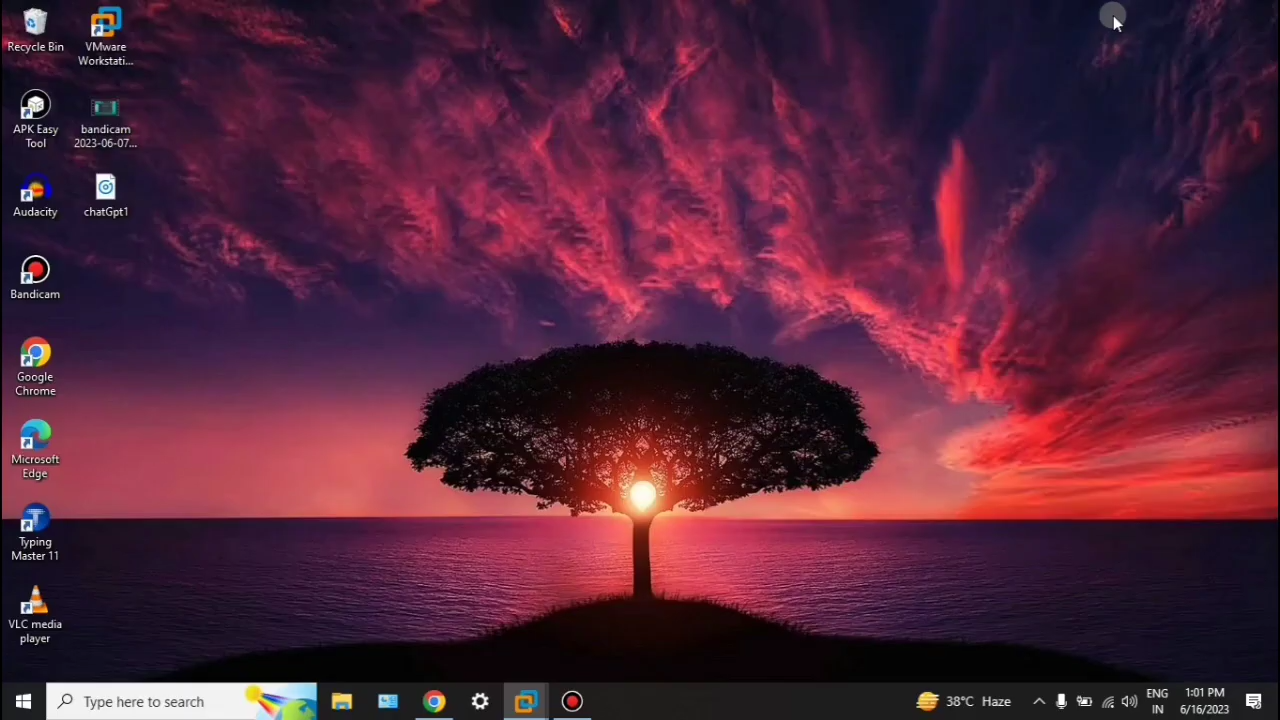 Recycle Bin
VMware
Workstati...
APK Easy
Tool
bandicam
2023-06-07...
Audacity
chatGpt1
Bandicam
Google
Chrome
Microsoft
Edge
Typing
Master 11
VLC media
player
Type here to search
38°C Haze
ENG
IN
1:01 PM
6/16/2023